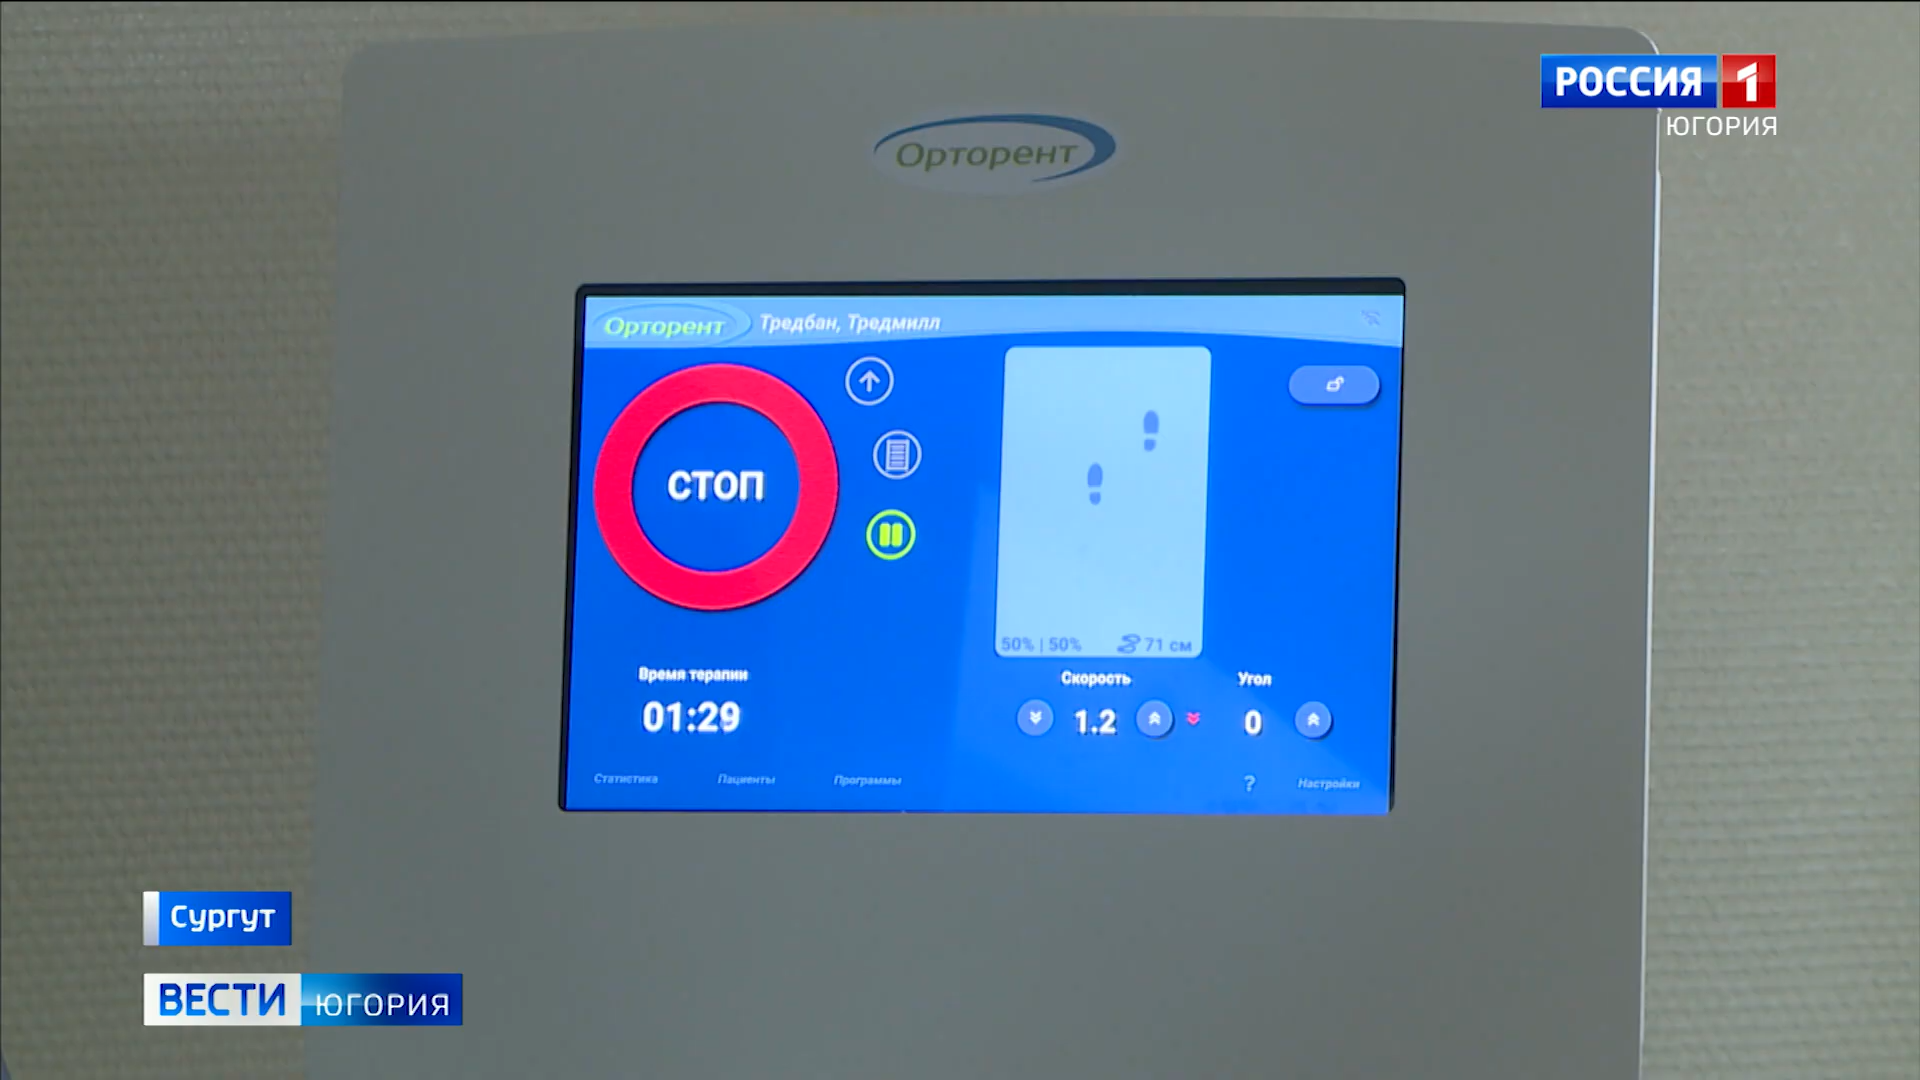 РОССИЯ 1
ЮГОРИЯ
Орторент
Орторент Тредбан, Тредмилл
СТОП
50% | 50% 71 см
Время терапии Скорость Угол
01:29 1.2 0
Статистика Пациенты Программы ? Настройки
Сургут
ВЕСТИ ЮГОРИЯ